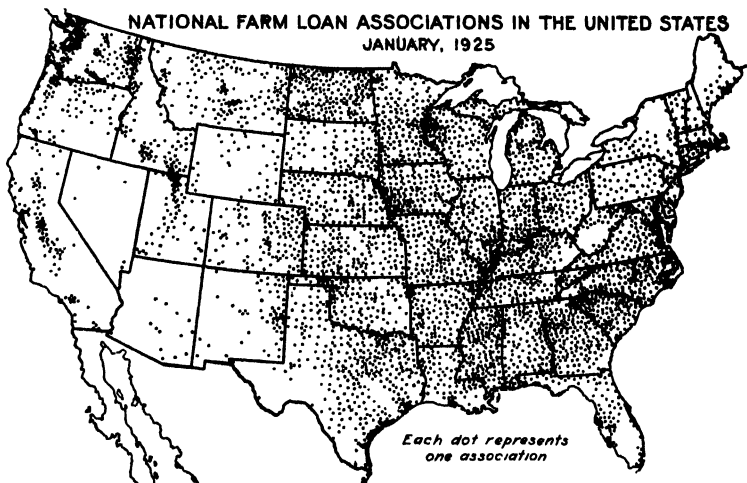 NATIONAL FARM LOAN ASSOCIATIONS IN THE UNITED STATES
JANUARY, 1925
Each dot represents
one association